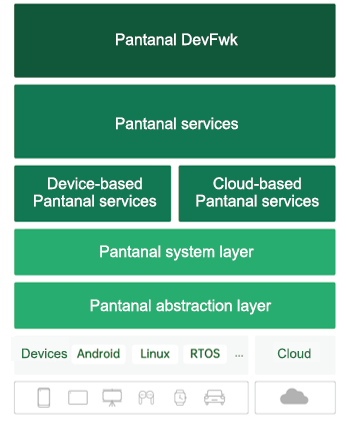 Pantanal DevFwk
Pantanal services
Device-based
Pantanal services
Cloud-based
Pantanal services
Pantanal system layer
Pantanal abstraction layer
Devices Android Linux RTOS ... Cloud